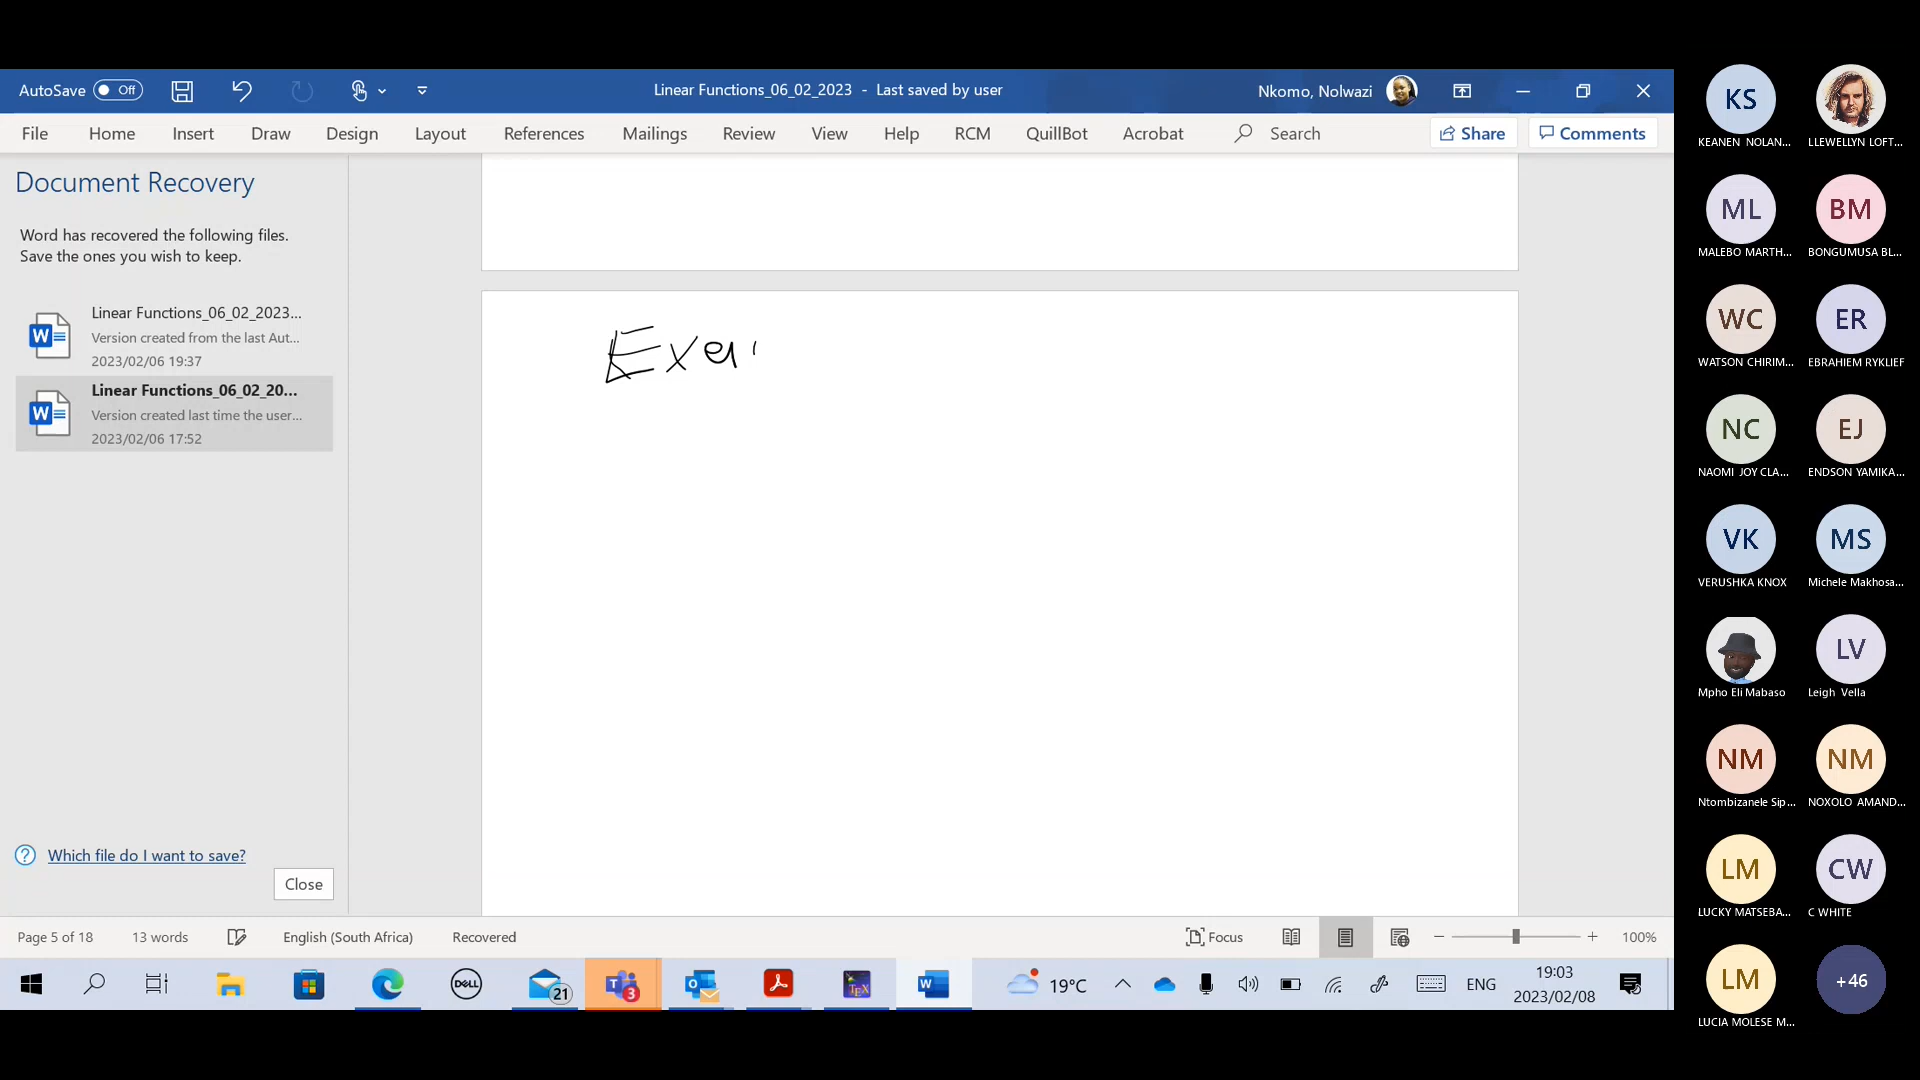 AutoSave Off
Linear Functions_06_02_2023 - Last saved by user
Nkomo, Nolwazi
File Home Insert Draw Design Layout References Mailings Review View Help RCM QuillBot Acrobat Search Share Comments
Document Recovery
Word has recovered the following files.
Save the ones you wish to keep.
Linear Functions_06_02_2023...
Version created from the last Aut...
2023/02/06 19:37
Linear Functions_06_02_20...
Version created last time the user...
2023/02/06 17:52
Which file do I want to save?
Close
Page 5 of 18 13 words English (South Africa) Recovered Focus 100%
21 3 19°C ENG
19:03
2023/02/08
KS
KEANEN NOLAN...
LLEWELLYN LOFT...
ML BM
MALEBO MARTH... BONGUMUSA BL...
WC ER
WATSON CHIRIM... EBRAHIEM RYKLIEF
NC EJ
NAOMI JOY CLA... ENDSON YAMIKA...
VK MS
VERUSHKA KNOX Michele Makhosa...
LV
Mpho Eli Mabaso Leigh Vella
NM NM
Ntombizanele Sip... NOXOLO AMAND...
LM CW
LUCKY MATSEBA... C WHITE
LM +46
LUCIA MOLESE M...